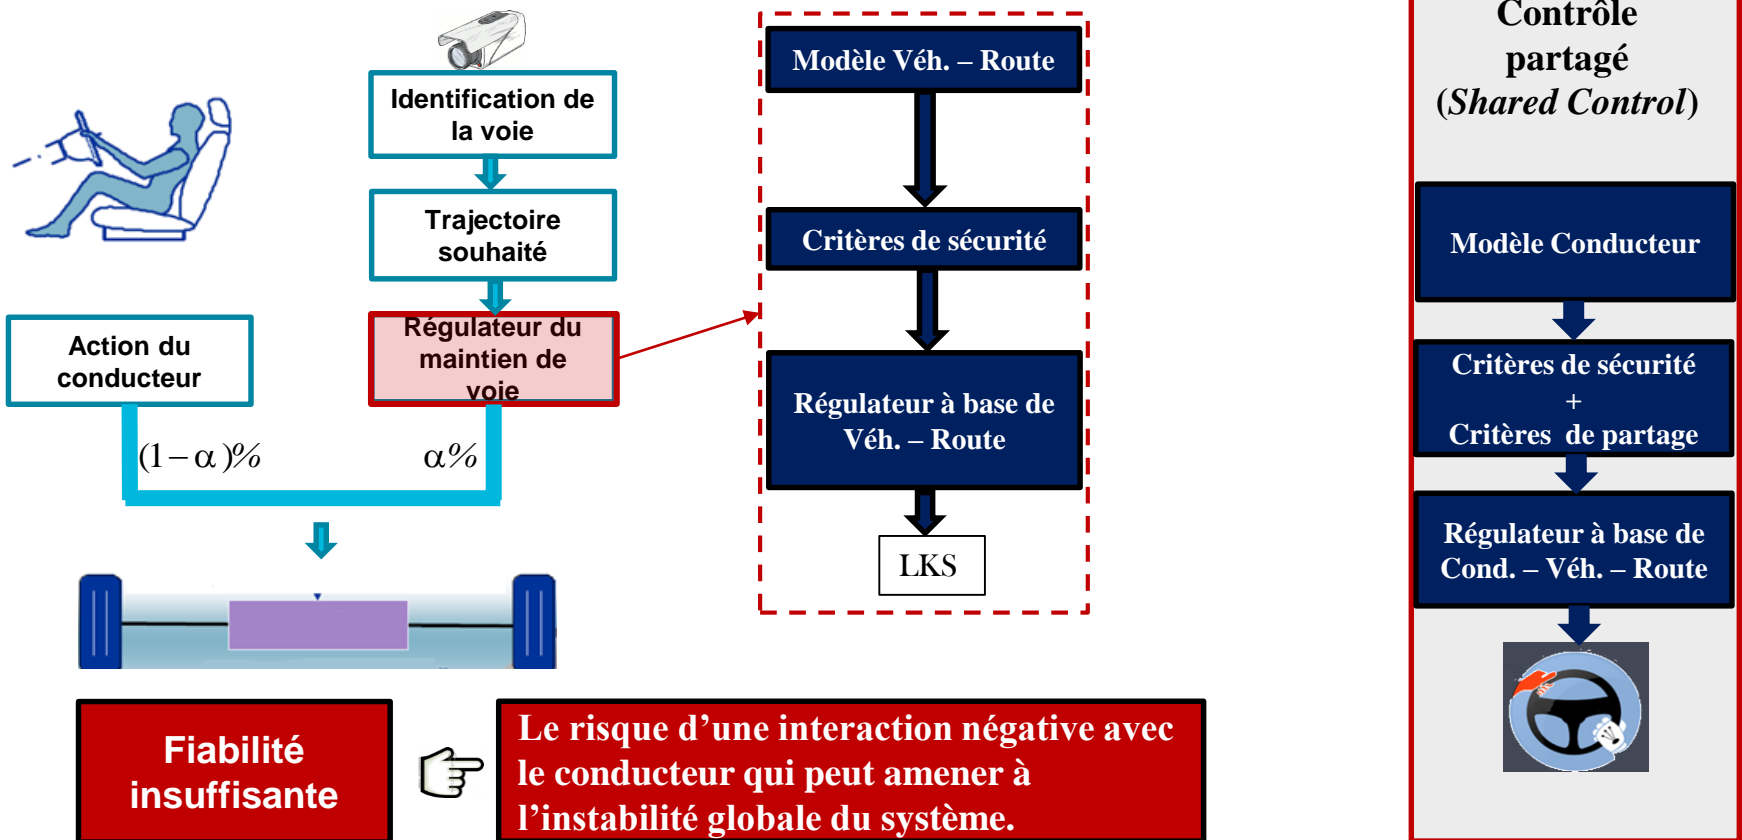 Identification de
la voie
Trajectoire
souhaité
Régulateur du
maintien de
voie
Action du
conducteur
(1− α )%
α%
Modèle Véh. – Route
Critères de sécurité
Régulateur à base de
Véh. – Route
LKS
Fiabilité
insuffisante
Le risque d’une interaction négative avec
le conducteur qui peut amener à
l’instabilité globale du système.
Contrôle
partagé
(Shared Control)
Modèle Conducteur
Critères de sécurité
+
Critères de partage
Régulateur à base de
Cond. – Véh. – Route